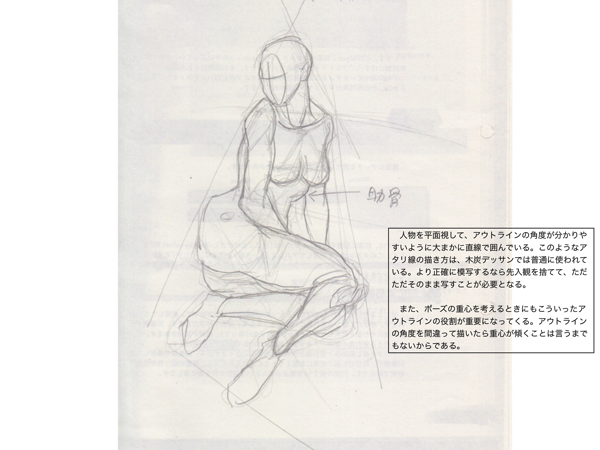 肋骨
　人物を平面視して、アウトラインの角度が分かりや
すいように大まかに直線で囲んでいる。このようなア
タリ線の描き方は、木炭デッサンでは普通に使われて
いる。より正確に模写するなら先入観を捨てて、ただ
ただそのまま写すことが必要となる。
　また、ポーズの重心を考えるときにもこういったア
ウトラインの役割が重要になってくる。アウトライン
の角度を間違って描いたら重心が傾くことは言うまで
もないからである。